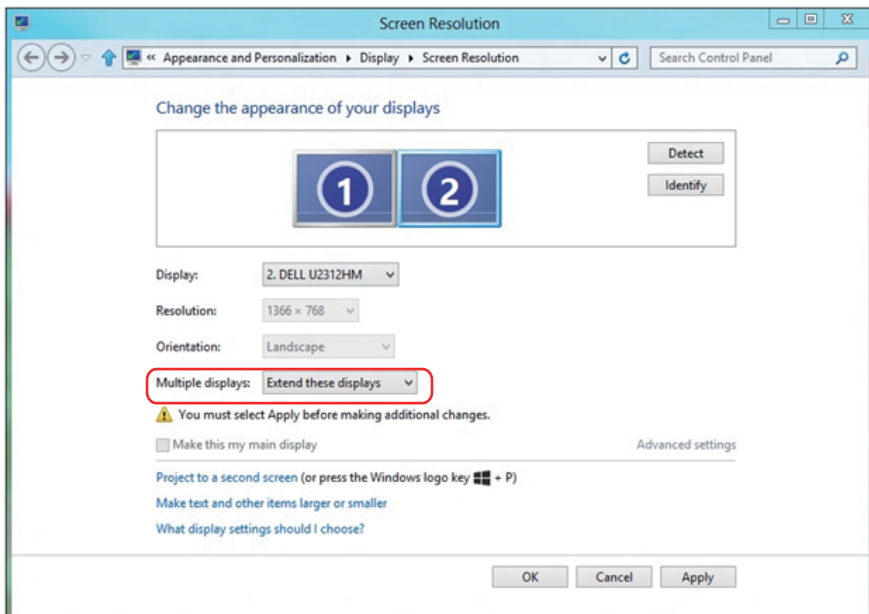 Screen Resolution
« Appearance and Personalization ▸ Display ▸ Screen Resolution
Search Control Panel
Change the appearance of your displays
1 2
Detect
Identify
Display: 2. DELL U2312HM
Resolution: 1366 × 768
Orientation: Landscape
Multiple displays: Extend these displays
You must select Apply before making additional changes.
Make this my main display
Advanced settings
Project to a second screen (or press the Windows logo key + P)
Make text and other items larger or smaller
What display settings should I choose?
OK Cancel Apply